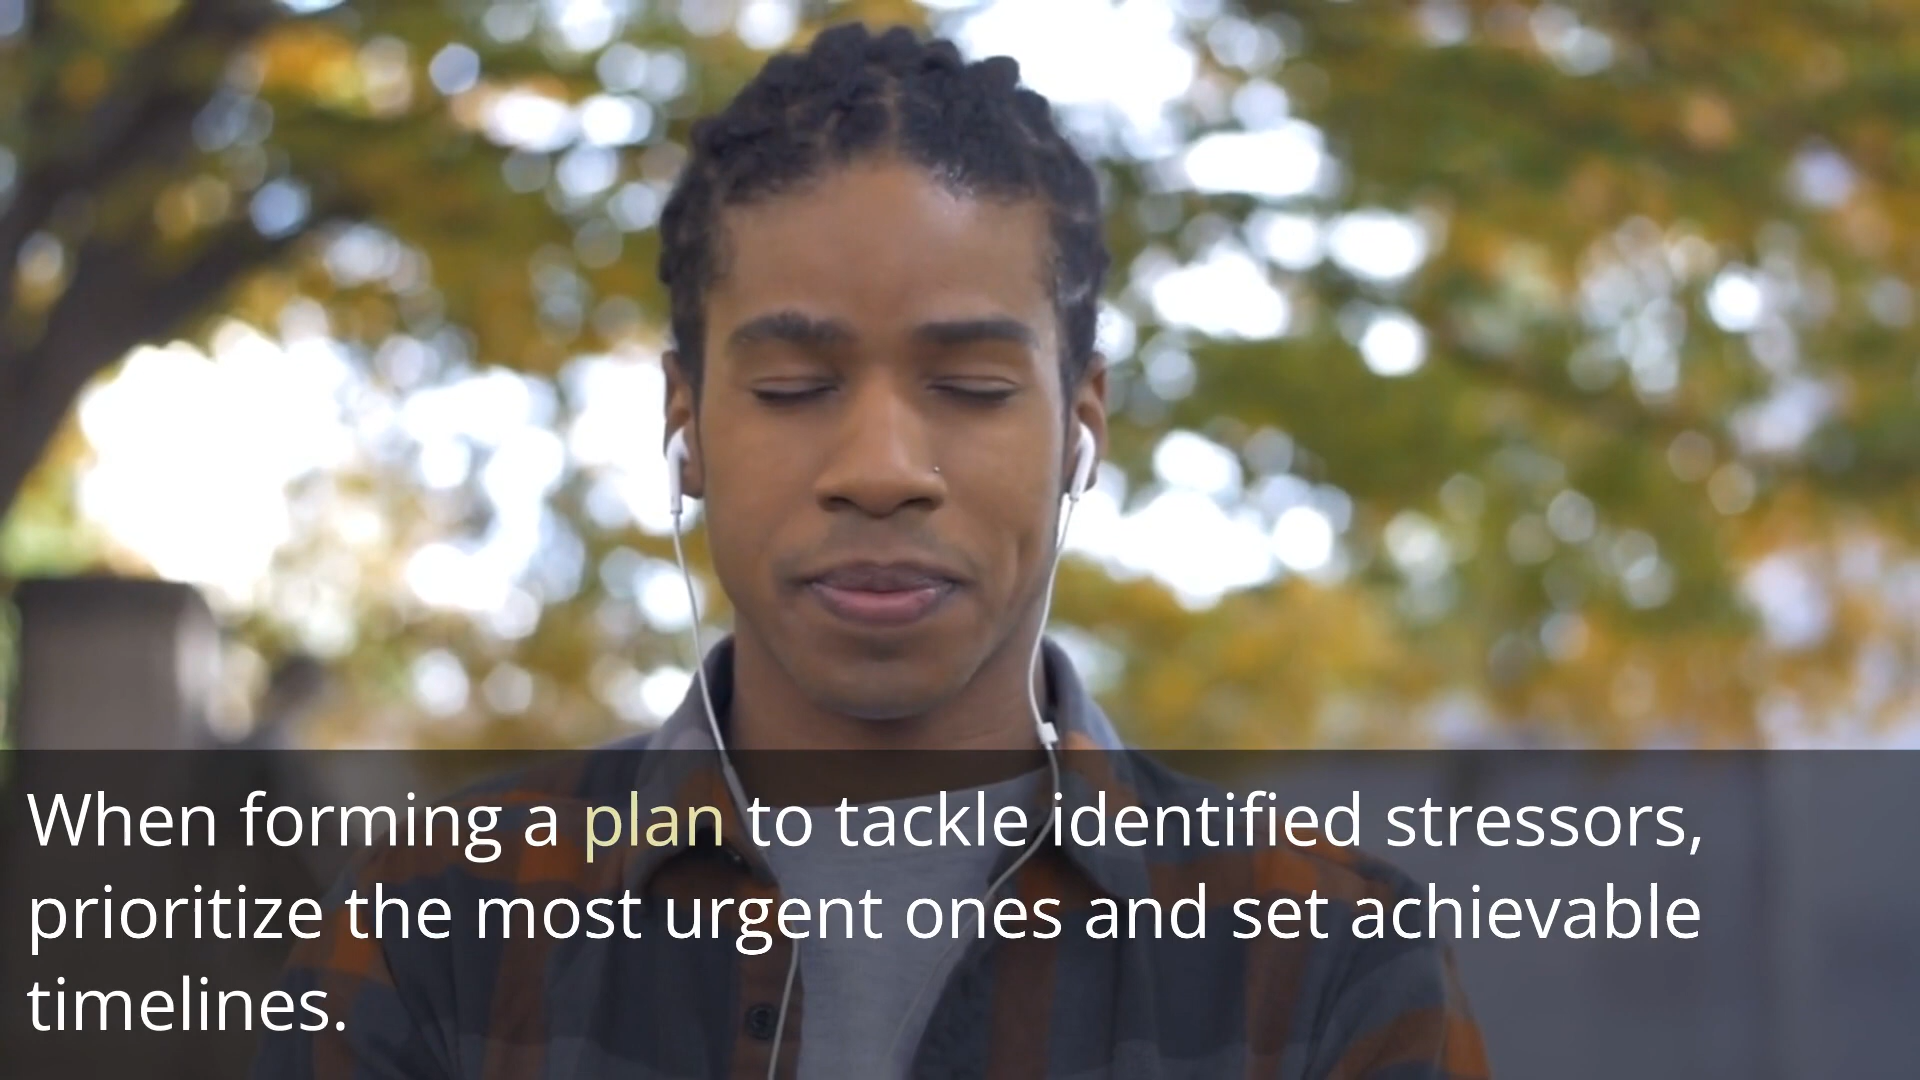 When forming a plan to tackle identified stressors,
prioritize the most urgent ones and set achievable
timelines.